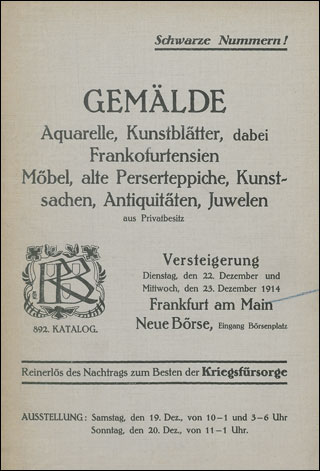 Schwarze Nummern!
GEMÄLDE
Aquarelle, Kunstblätter, dabei
Frankofurtensien
Möbel, alte Perserteppiche, Kunst-
sachen, Antiquitäten, Juwelen
aus Privatbesitz
RB
892. KATALOG.
Versteigerung
Dienstag, den 22. Dezember und
Mittwoch, den 23. Dezember 1914
Frankfurt am Main
Neue Börse, Eingang Börsenplatz
Reinerlös des Nachtrags zum Besten der Kriegsfürsorge
AUSSTELLUNG: Samstag, den 19. Dez., von 10-1 und 3-6 Uhr
Sonntag, den 20. Dez., von 11-1 Uhr.